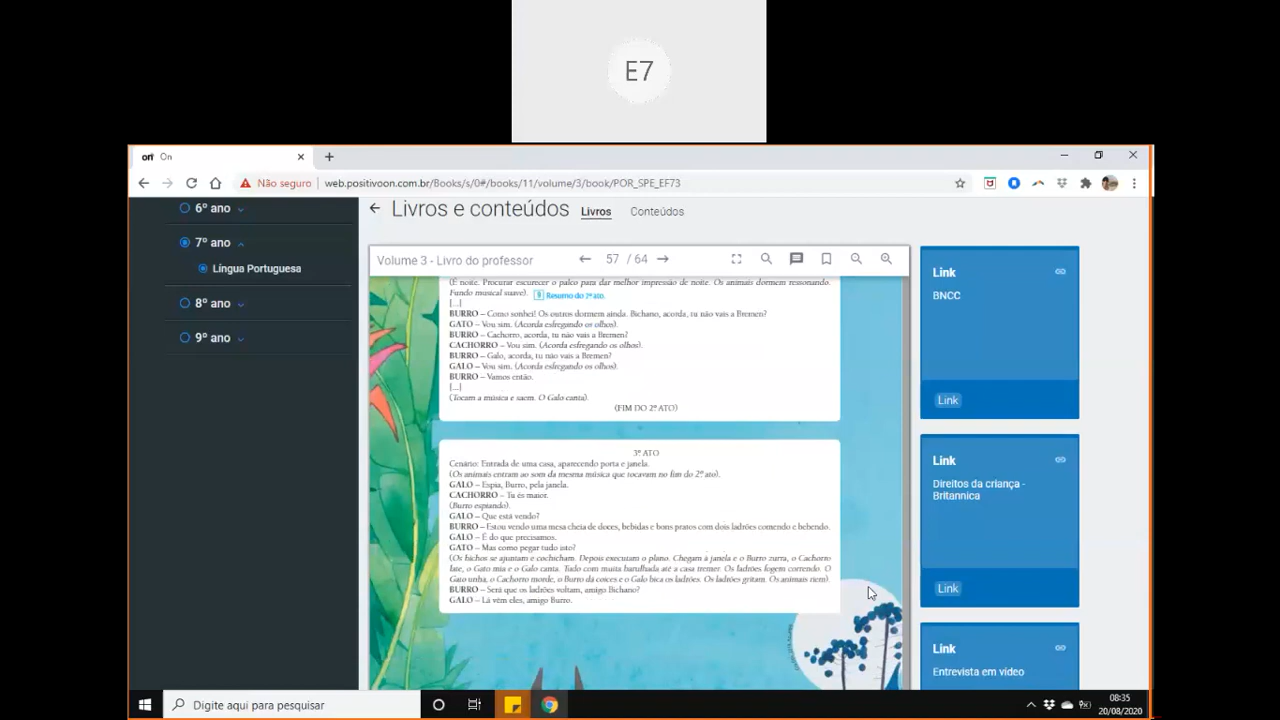 E7
on On
Não seguro
web.positivoon.com.br/Books/s/0#/books/11/volume/3/book/POR_SPE_EF73
6º ano
7º ano
Língua Portuguesa
8º ano
9º ano
Livros e conteúdos Livros Conteúdos
Volume 3 - Livro do professor 57 / 64
(É noite. Procurar escurecer o palco para dar melhor impressão de noite. Os animais dormem ressonando.
Fundo musical suave). 9 Resumo do 2º ato.
[...]
BURRO – Como sonhei! Os outros dormem ainda. Bichano, acorda, tu não vais a Bremen?
GATO – Vou sim. (Acorda esfregando os olhos).
BURRO – Cachorro, acorda, tu não vais a Bremen?
CACHORRO – Vou sim. (Acorda esfregando os olhos).
BURRO – Galo, acorda, tu não vais a Bremen?
GALO – Vou sim. (Acorda esfregando os olhos).
BURRO – Vamos então.
[...]
(Tocam a música e saem. O Galo canta).
(FIM DO 2º ATO)
3º ATO
Cenário: Entrada de uma casa, aparecendo porta e janela.
(Os animais entram ao som da mesma música que tocavam no fim do 2º ato).
GALO – Espia, Burro, pela janela.
CACHORRO – Tu és maior.
(Burro espiando).
GALO – Que está vendo?
BURRO – Estou vendo uma mesa cheia de doces, bebidas e bons pratos com dois ladrões comendo e bebendo.
GALO – É do que precisamos.
GATO – Mas como pegar tudo isto?
(Os bichos se ajuntam e cochicham. Depois executam o plano. Chegam à janela e o Burro zurra, o Cachorro
late, o Gato mia e o Galo canta. Tudo com muita barulhada até a casa tremer. Os ladrões fogem correndo. O
Gato unha, o Cachorro morde, o Burro dá coices e o Galo bica os ladrões. Os ladrões gritam. Os animais riem).
BURRO – Será que os ladrões voltam, amigo Bichano?
GALO – Lá vêm eles, amigo Burro.
Link
BNCC
Link
Link
Direitos da criança -
Britannica
Link
Link
Entrevista em vídeo
Digite aqui para pesquisar
08:35
20/08/2020